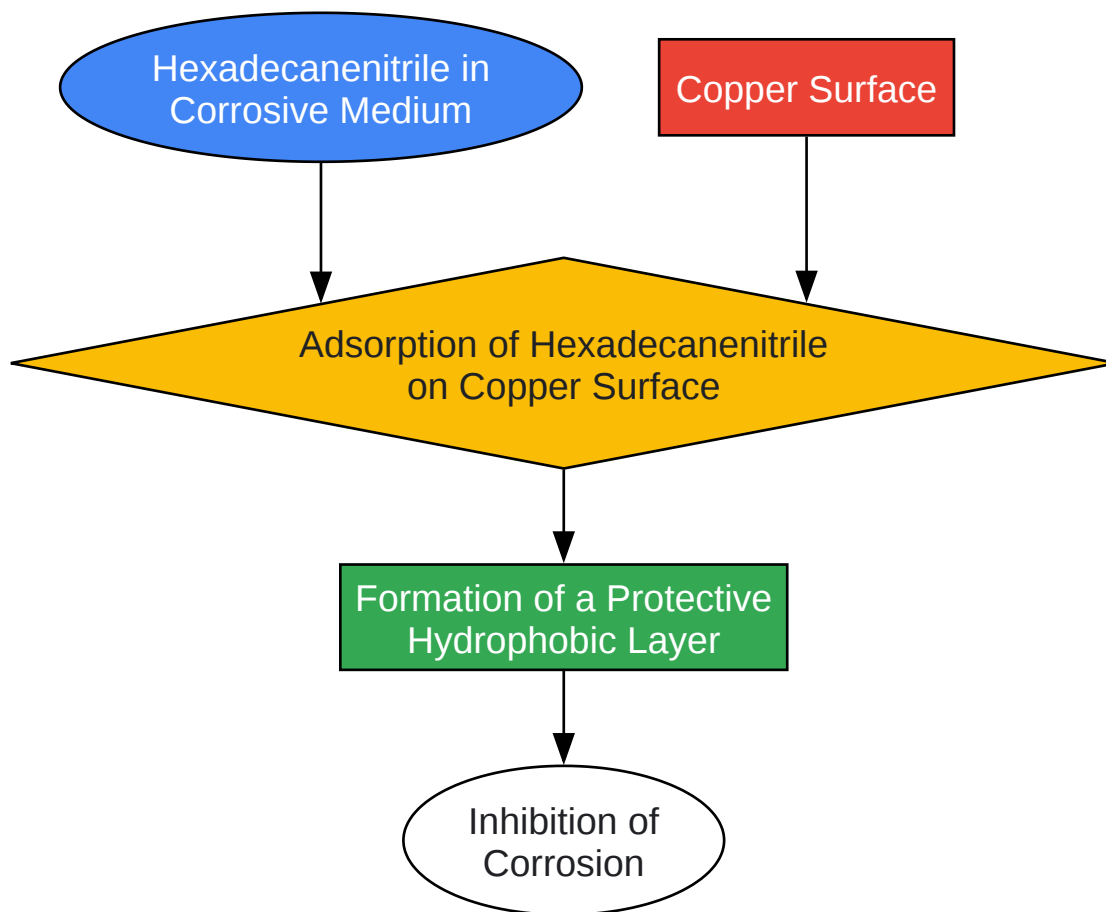 Hexadecanenitrile in
Corrosive Medium
Copper Surface
Adsorption of Hexadecanenitrile
on Copper Surface
Formation of a Protective
Hydrophobic Layer
Inhibition of
Corrosion